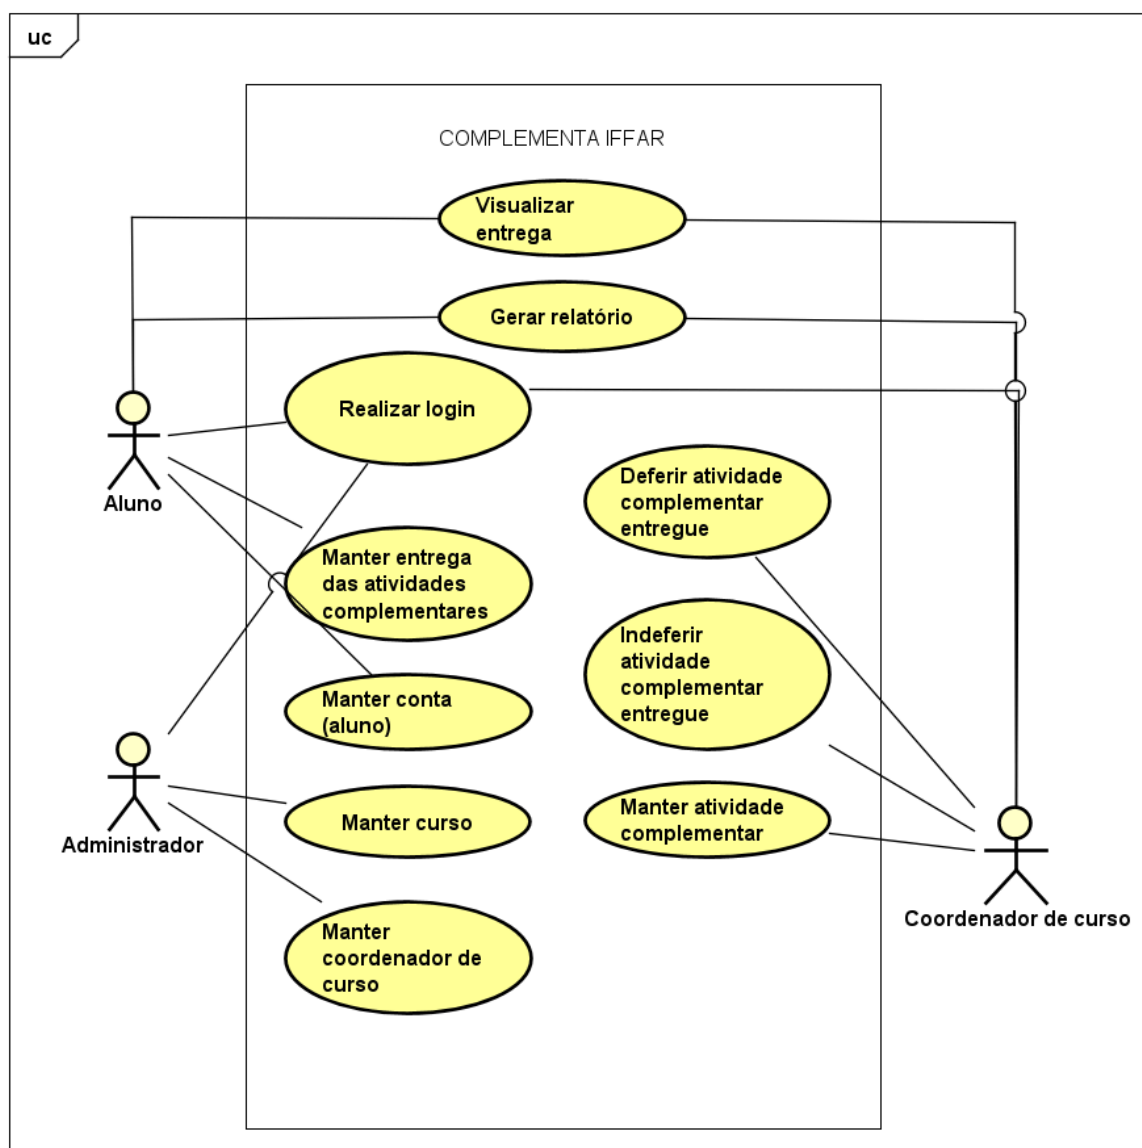 uc
COMPLEMENTA IFFAR
Visualizar
entrega
Gerar relatório
Realizar login
Aluno
Deferir atividade
complementar
entregue
Manter entrega
das atividades
complementares
Indeferir
atividade
complementar
entregue
Manter conta
(aluno)
Administrador
Manter curso
Manter atividade
complementar
Coordenador de curso
Manter
coordenador de
curso